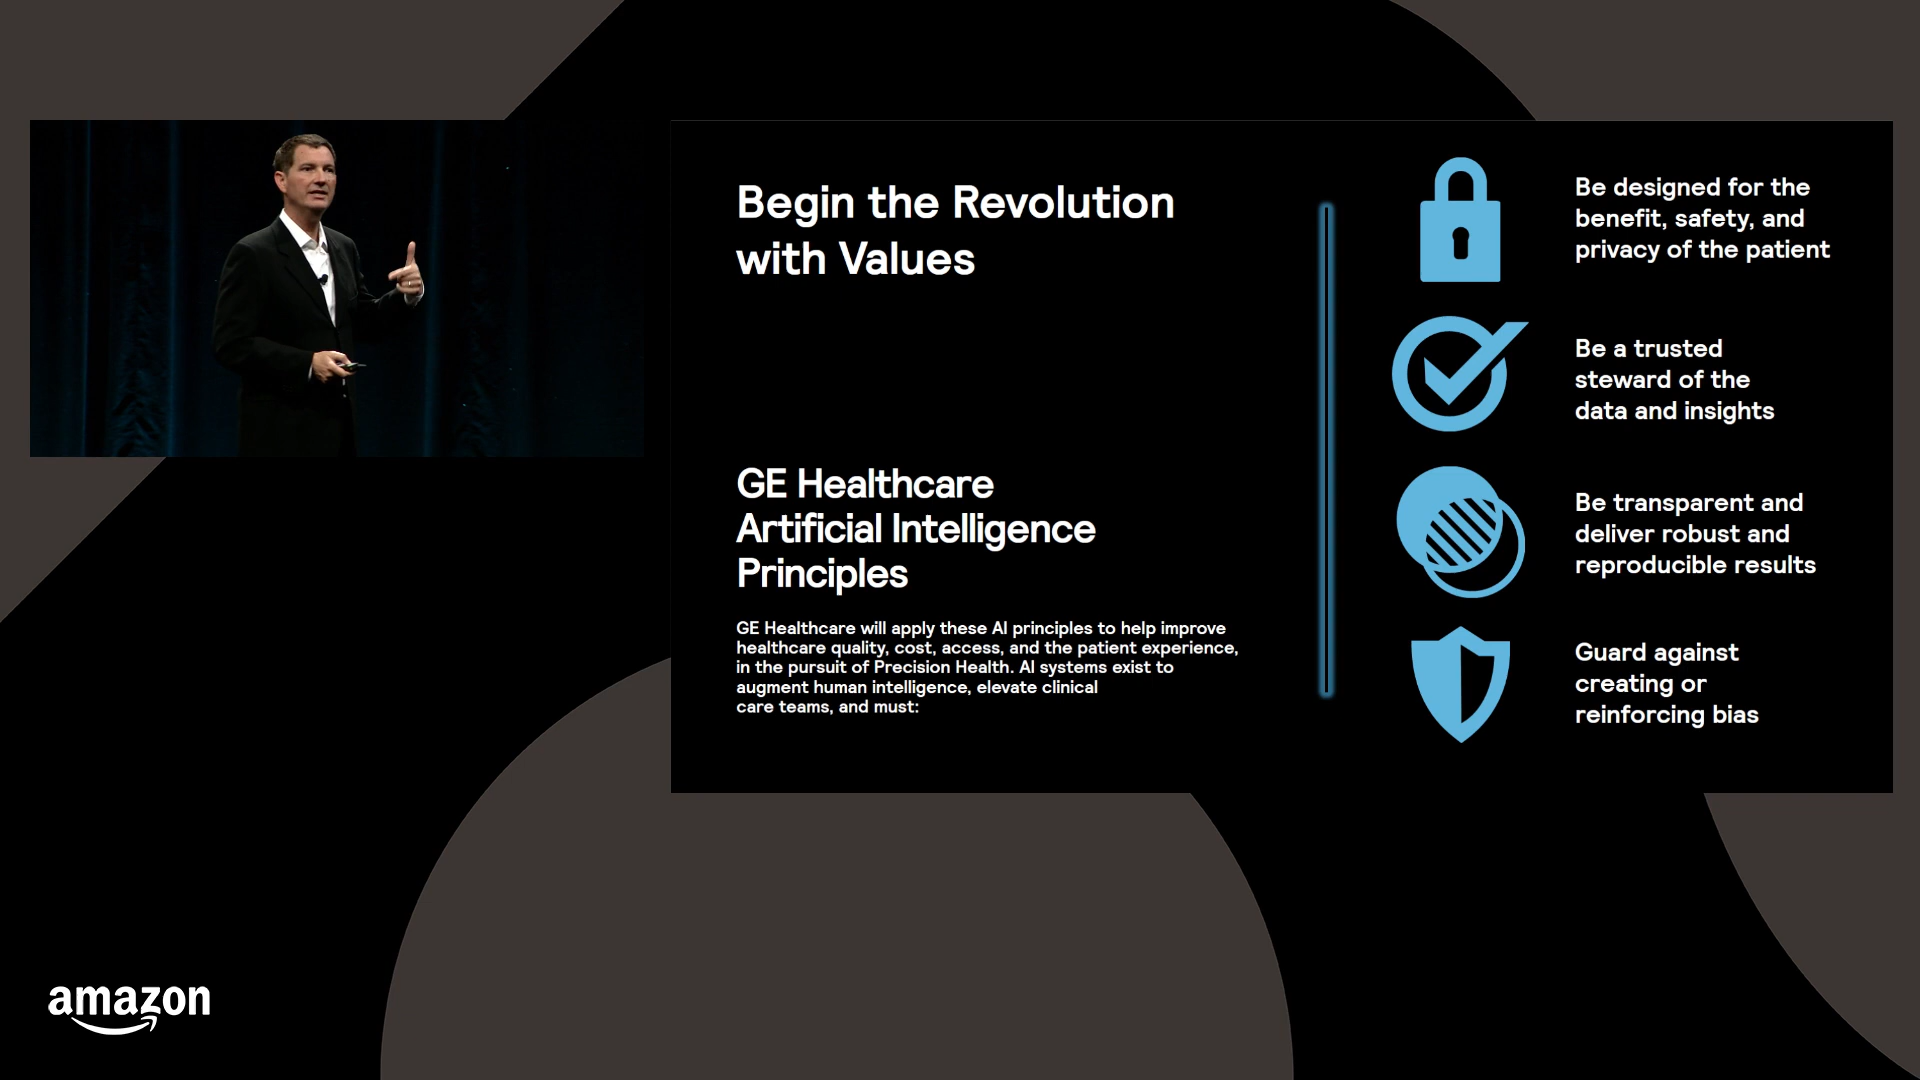 Begin the Revolution
with Values
GE Healthcare
Artificial Intelligence
Principles
GE Healthcare will apply these AI principles to help improve
healthcare quality, cost, access, and the patient experience,
in the pursuit of Precision Health. AI systems exist to
augment human intelligence, elevate clinical
care teams, and must:
Be designed for the
benefit, safety, and
privacy of the patient
Be a trusted
steward of the
data and insights
Be transparent and
deliver robust and
reproducible results
Guard against
creating or
reinforcing bias
amazon